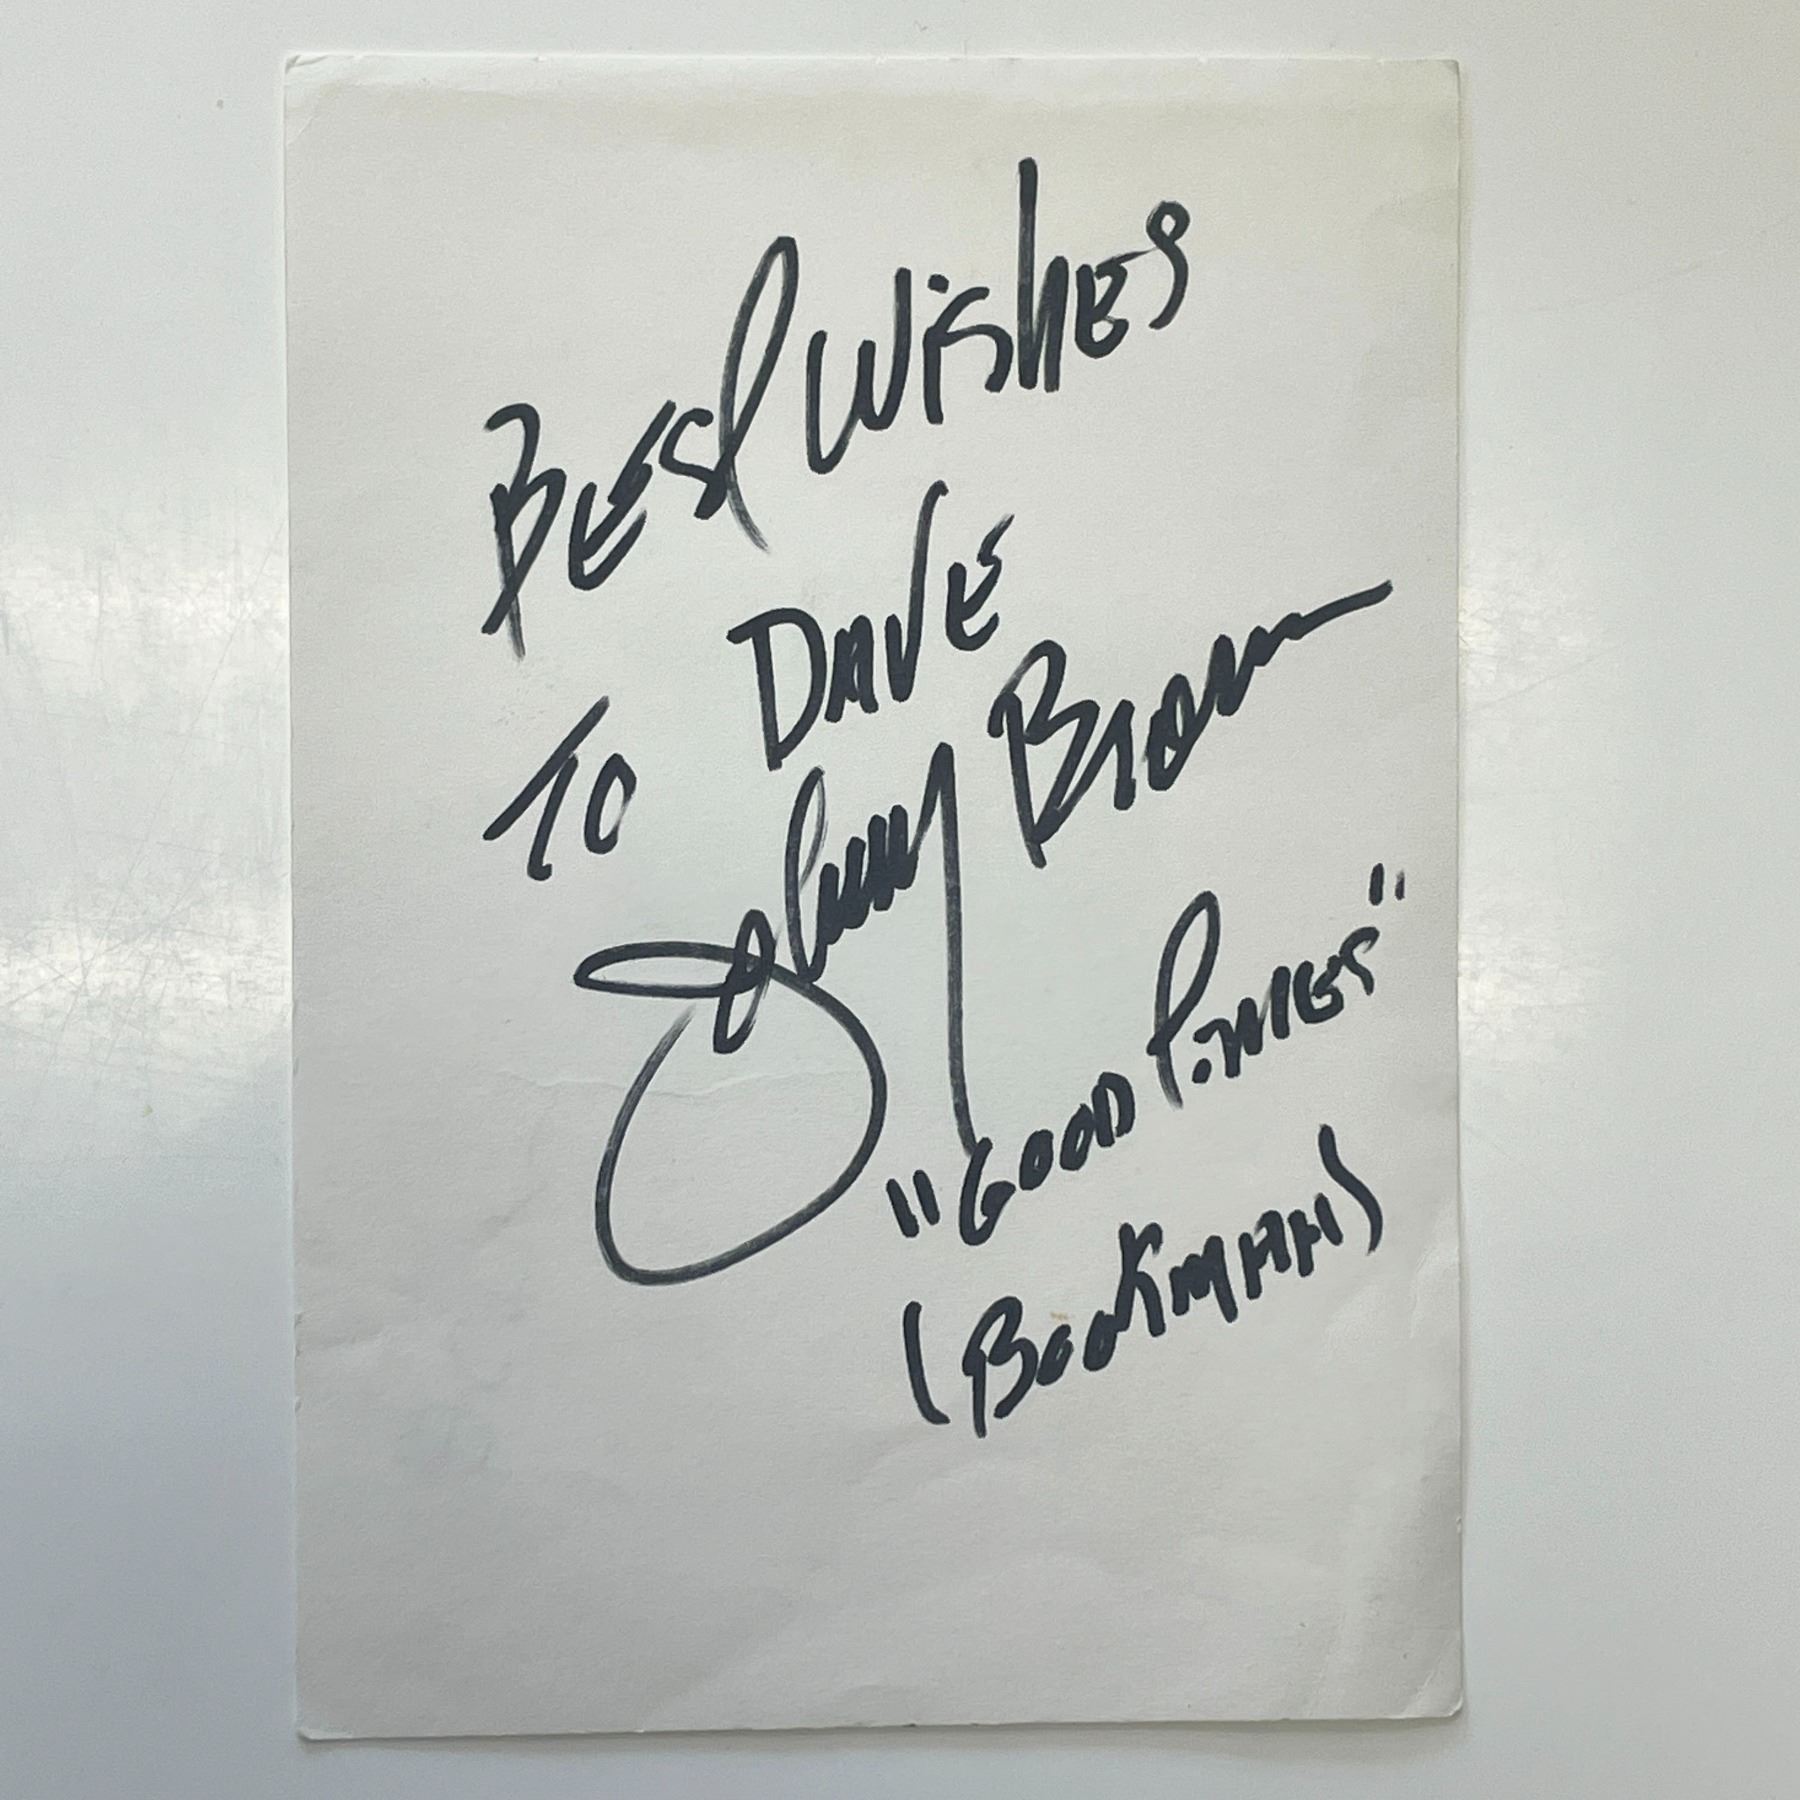 BEST WISHES
TO DAVE
Johnny Brown
"GOOD TIMES"
(BOOKMAN)